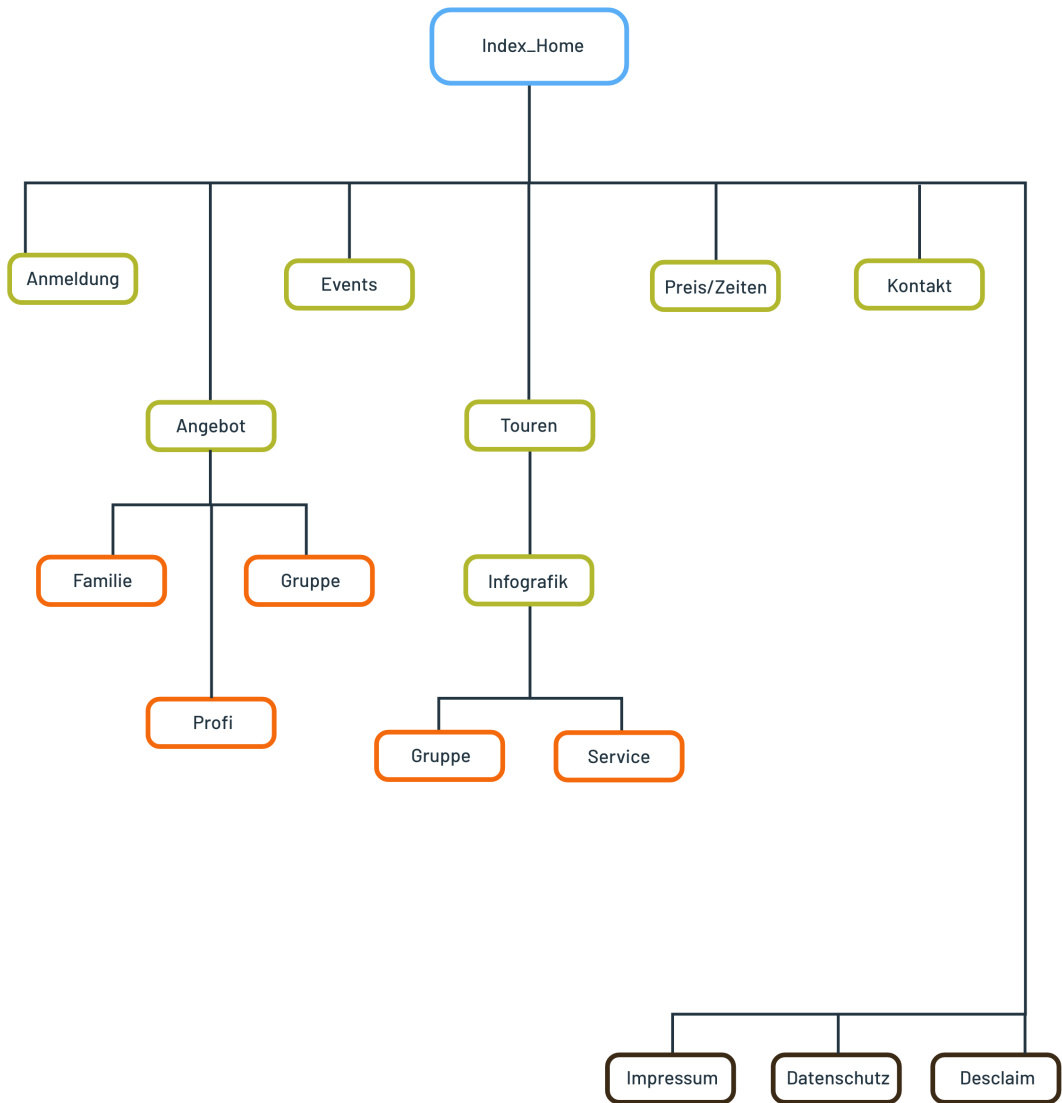 Index_Home
Anmeldung
Events
Preis/Zeiten
Kontakt
Angebot
Touren
Familie
Gruppe
Infografik
Profi
Gruppe
Service
Impressum
Datenschutz
Desclaim